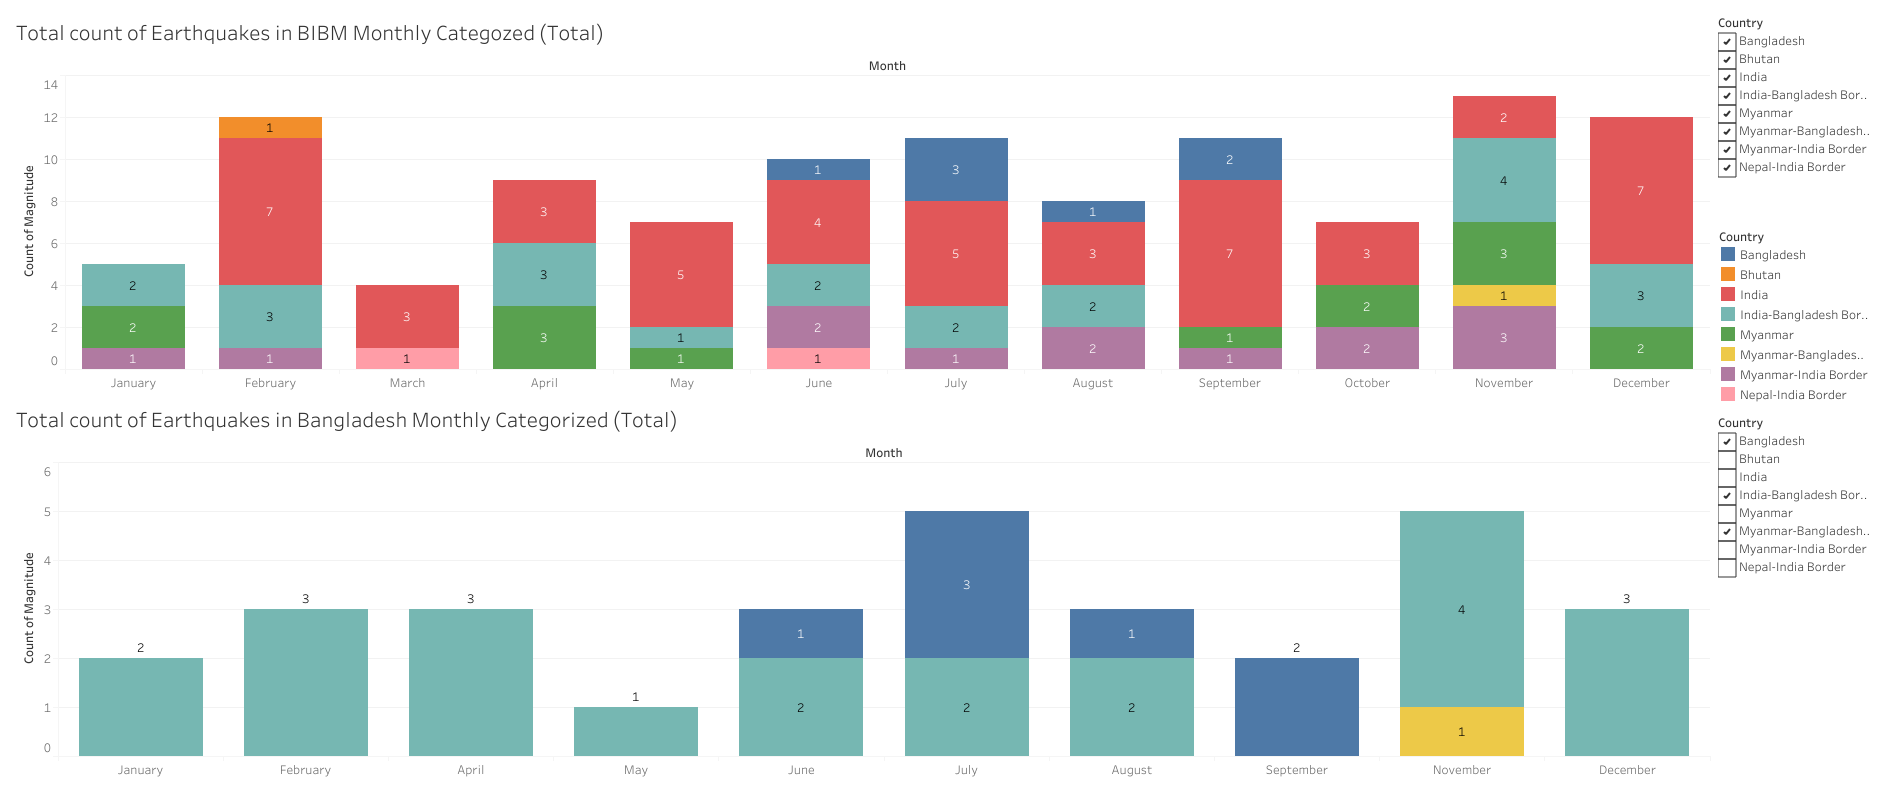 Total count of Earthquakes in BIBM Monthly Categozed (Total)
Month
Count of Magnitude
14
12
10
8
6
4
2
0
2
2
1
1
7
3
1
3
1
3
3
3
5
1
1
1
4
2
2
1
3
5
2
1
1
3
2
2
2
7
1
1
3
2
2
2
4
3
1
3
7
3
2
January February March April May June July August September October November December
Country
Bangladesh
Bhutan
India
India-Bangladesh Bor..
Myanmar
Myanmar-Bangladesh..
Myanmar-India Border
Nepal-India Border
Country
Bangladesh
Bhutan
India
India-Bangladesh Bor..
Myanmar
Myanmar-Banglades..
Myanmar-India Border
Nepal-India Border
Total count of Earthquakes in Bangladesh Monthly Categorized (Total)
Month
Count of Magnitude
6
5
4
3
2
1
0
2
3
3
1
1
2
3
2
1
2
2
4
1
3
January February April May June July August September November December
Country
Bangladesh
Bhutan
India
India-Bangladesh Bor..
Myanmar
Myanmar-Bangladesh..
Myanmar-India Border
Nepal-India Border